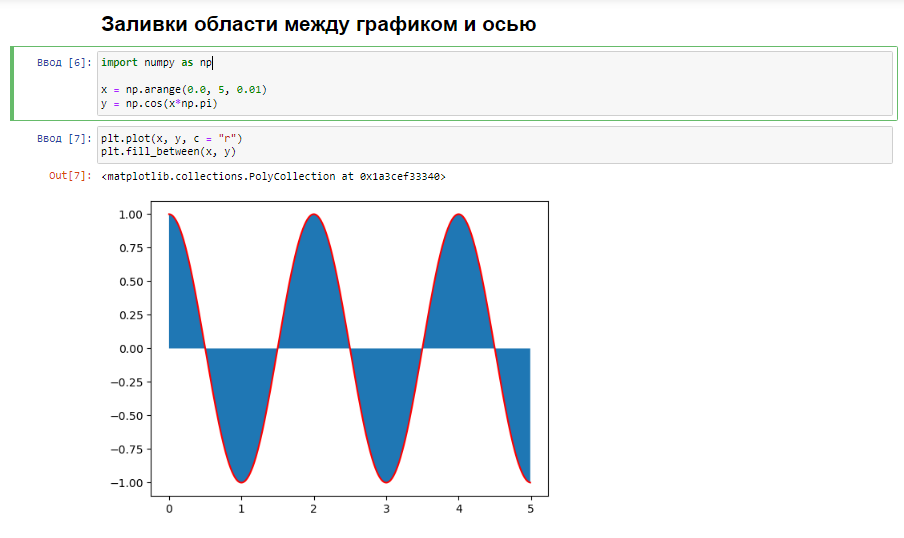 Заливки области между графиком и осью
Ввод [6]: import numpy as np
x = np.arange(0.0, 5, 0.01)
y = np.cos(x*np.pi)
Ввод [7]: plt.plot(x, y, c = "r")
plt.fill_between(x, y)
Out[7]: <matplotlib.collections.PolyCollection at 0x1a3cef33340>
1.00
0.75
0.50
0.25
0.00
−0.25
−0.50
−0.75
−1.00
0 1 2 3 4 5